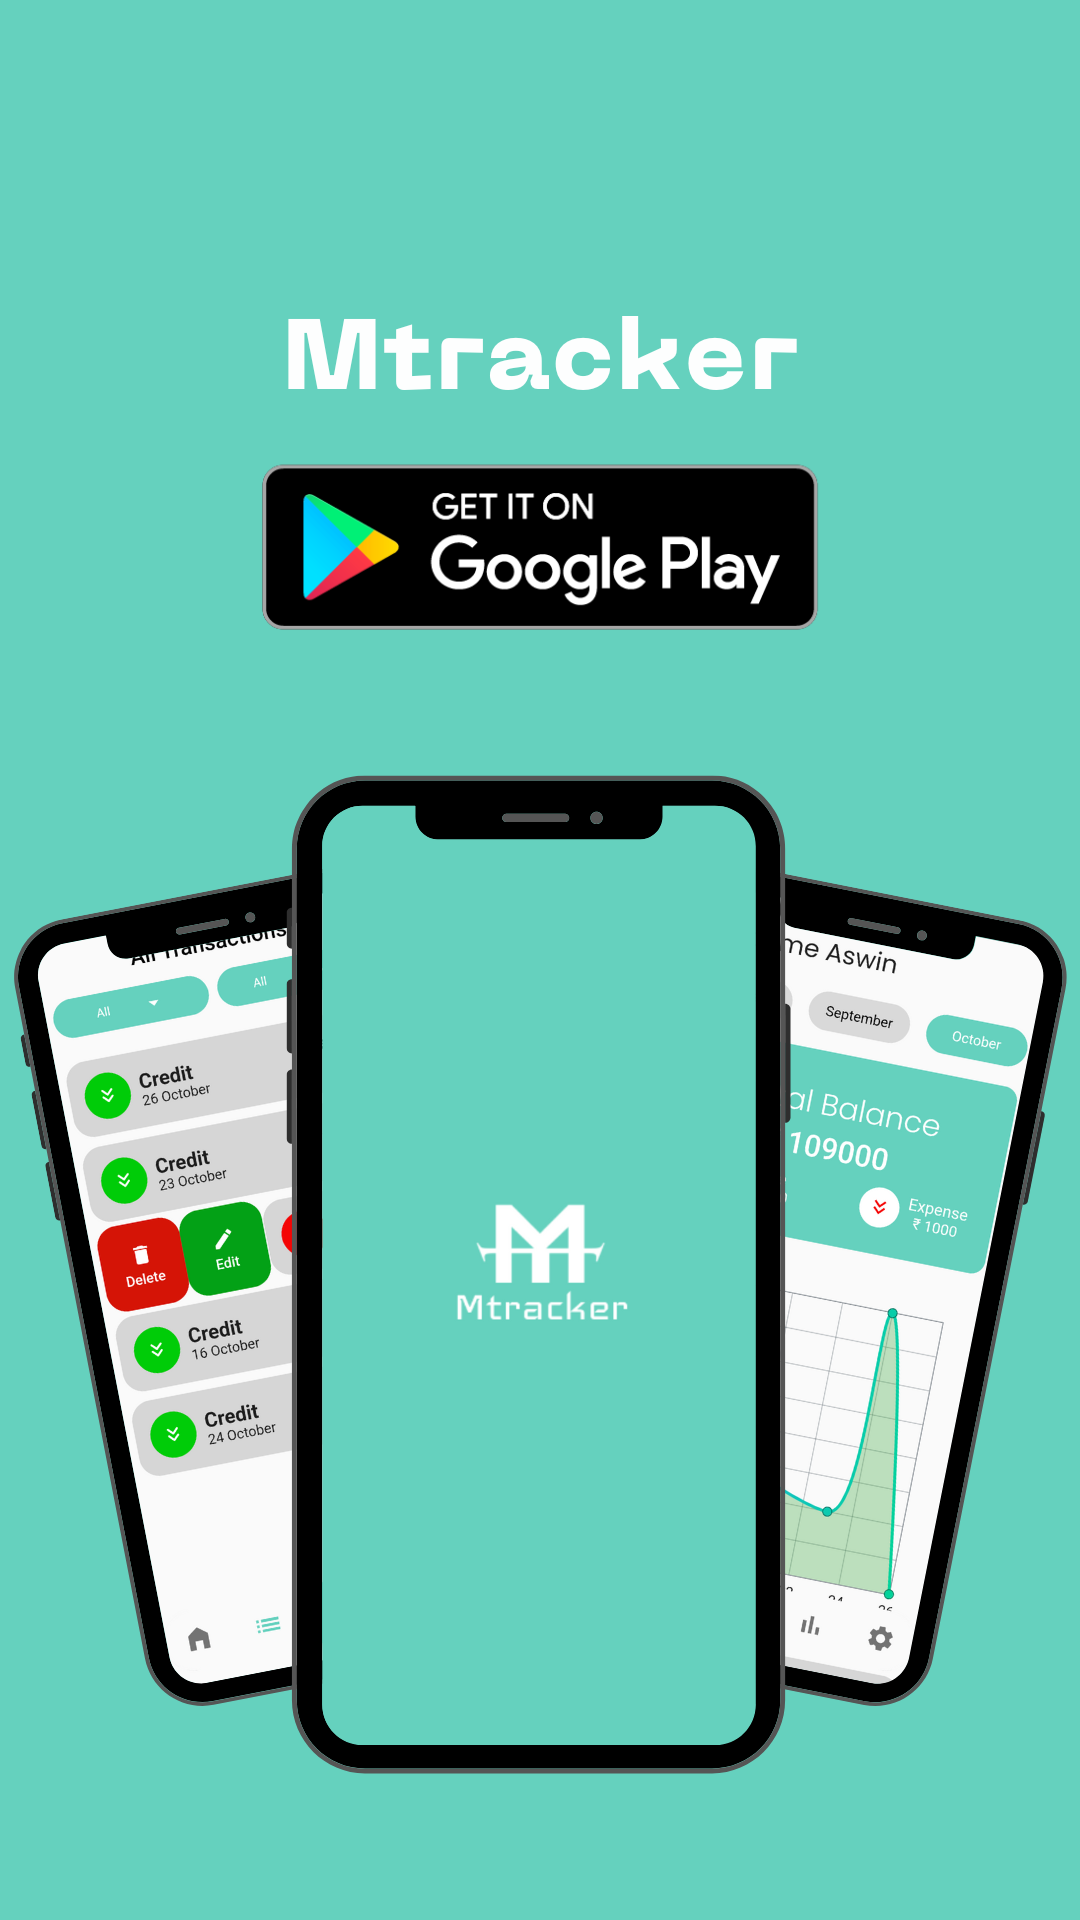 Mtracker
GET IT ON
Google Play
All Transactions
All
All
Credit
26 October
Credit
23 October
Delete
Edit
Credit
16 October
Credit
24 October
Mtracker
me Aswin
September
October
al Balance
109000
Expense
₹ 1000